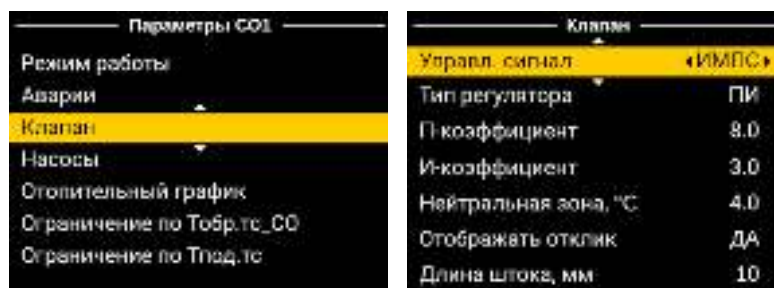 Параметры СО1
Режим работы
Аварии
Клапан
Насосы
Отопительный график
Ограничение по Тобр.тс_СО
Ограничение по Тпод.тс
Клапан
Управл. сигнал ИМПС
Тип регулятора ПИ
П-коэффициент 8.0
И-коэффициент 3.0
Нейтральная зона, °С 4.0
Отображать отклик ДА
Длина штока, мм 10